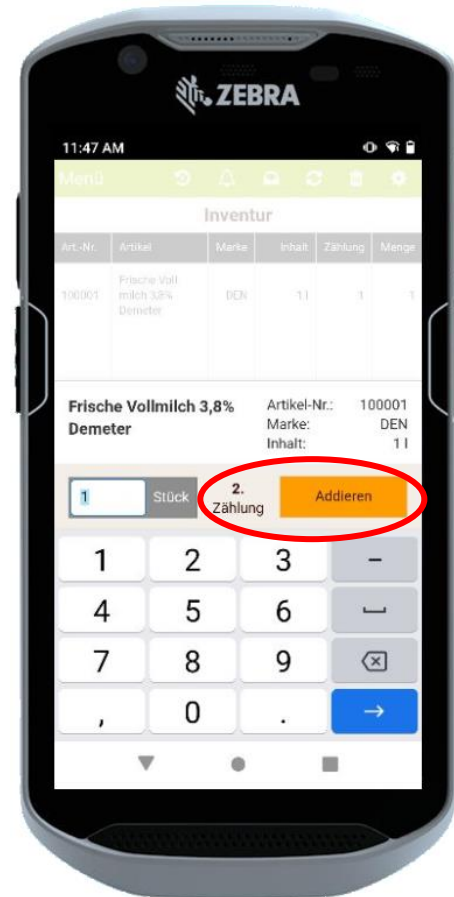 ZEBRA
11:47 AM
Menü
Inventur
Art.-Nr. Artikel Marke Inhalt Zählung Menge
100001 Frische Voll DEN 1 l 1 1
milch 3,8%
Demeter
Frische Vollmilch 3,8% Artikel-Nr.: 100001
Demeter Marke: DEN
Inhalt: 1 l
1 Stück 2. Addieren
Zählung
1 2 3 –
4 5 6
7 8 9
, 0 .